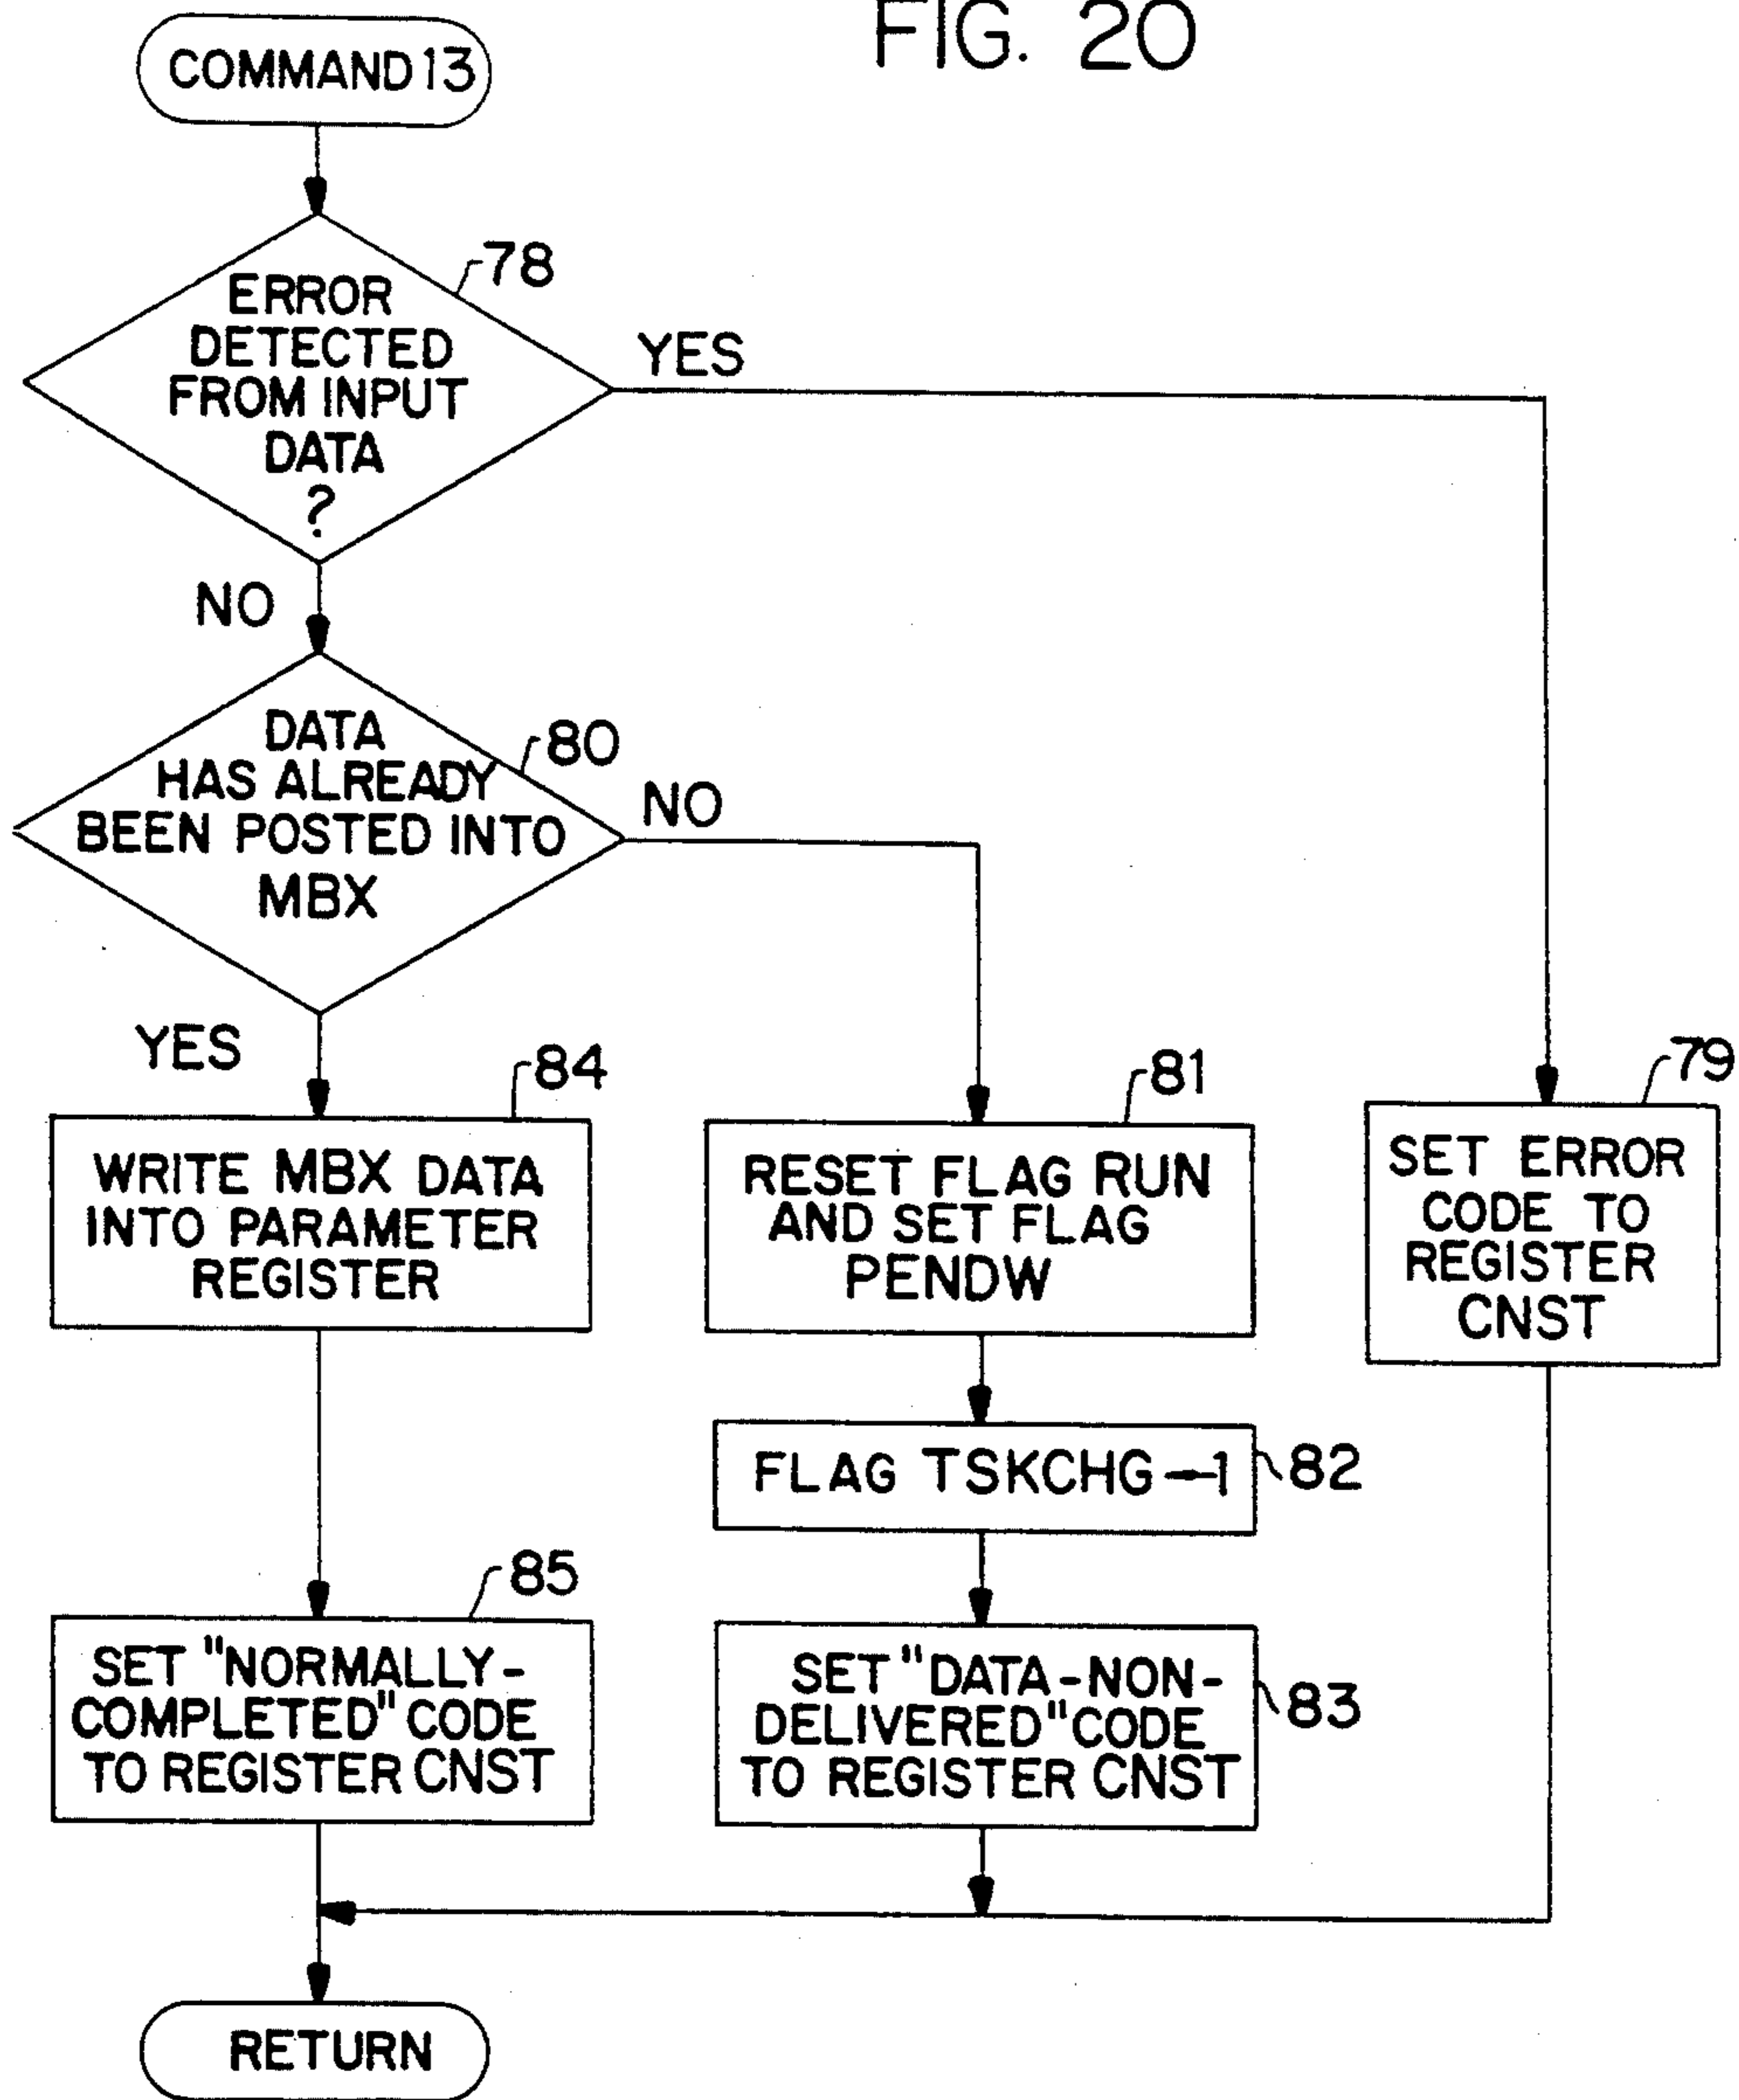 FIG. 20
COMMAND 13
78
ERROR
DETECTED
FROM INPUT
DATA
?
YES
NO
80
DATA
HAS ALREADY
BEEN POSTED INTO
MBX
NO
YES
84
WRITE MBX DATA
INTO PARAMETER
REGISTER
81
RESET FLAG RUN
AND SET FLAG
PENDW
79
SET ERROR
CODE TO
REGISTER
CNST
FLAG TSKCHG→1
82
85
SET "NORMALLY-
COMPLETED" CODE
TO REGISTER CNST
SET "DATA-NON-
DELIVERED" CODE
TO REGISTER CNST
83
RETURN